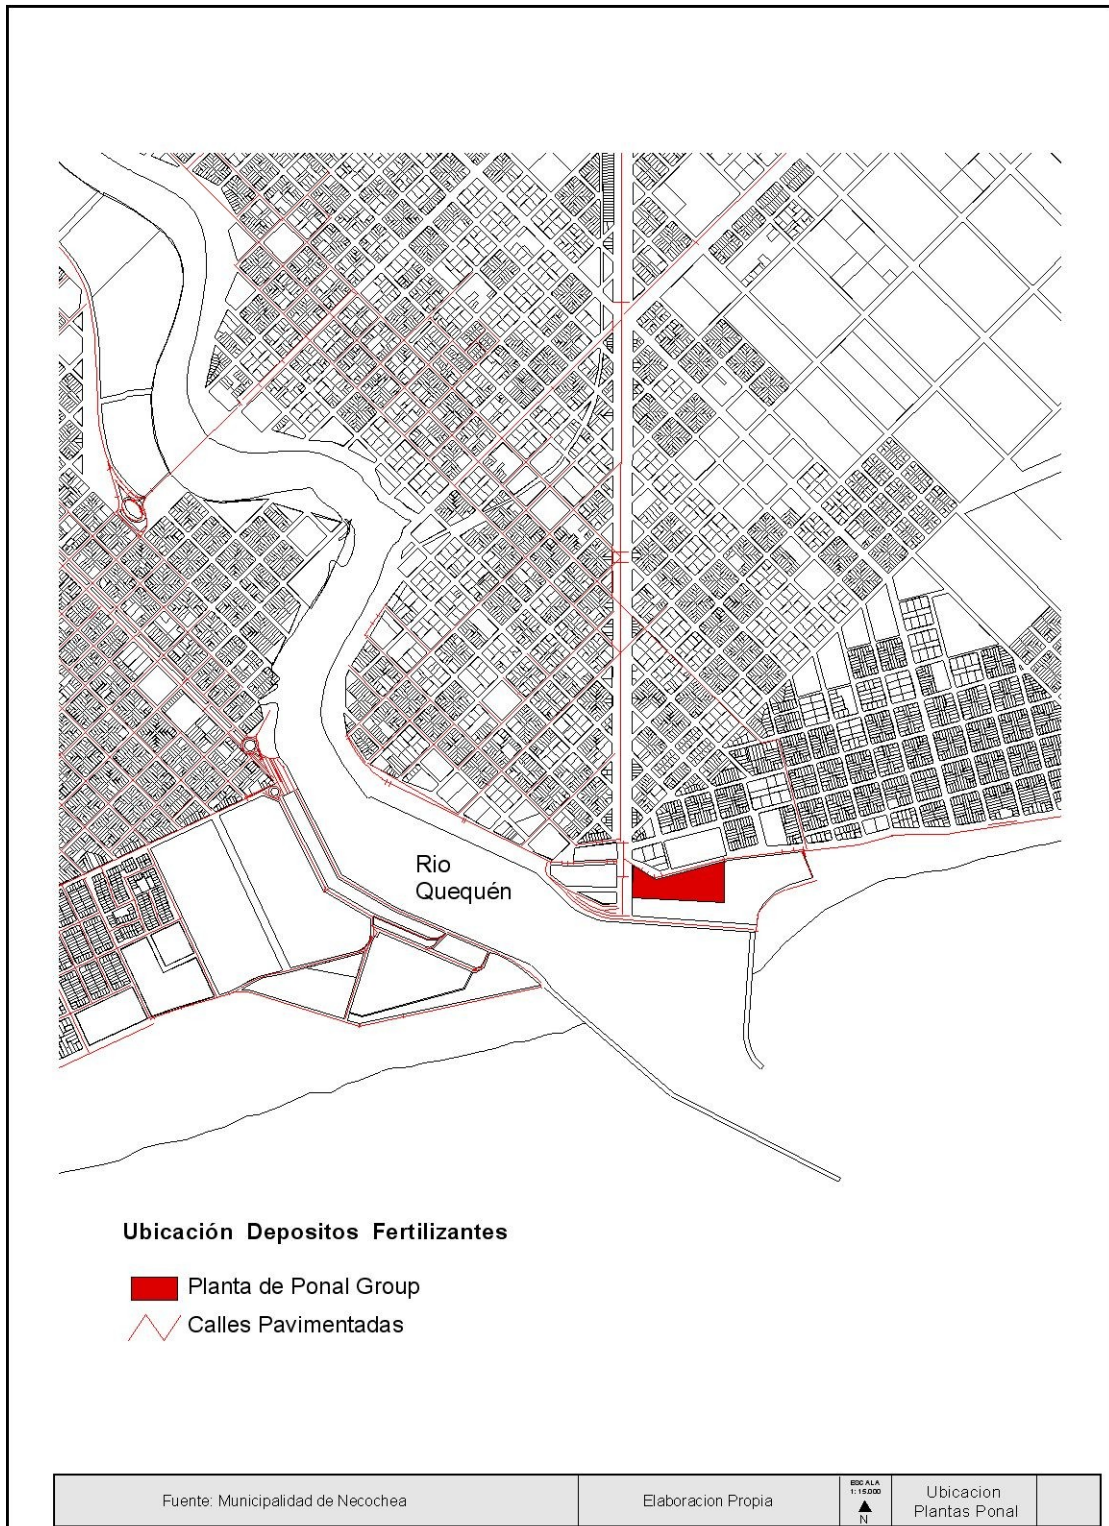 Rio
Quequén
Ubicación Depositos Fertilizantes
Planta de Ponal Group
Calles Pavimentadas
Fuente: Municipalidad de Necochea
Elaboracion Propia
ESCALA
1: 15.000
N
Ubicacion
Plantas Ponal